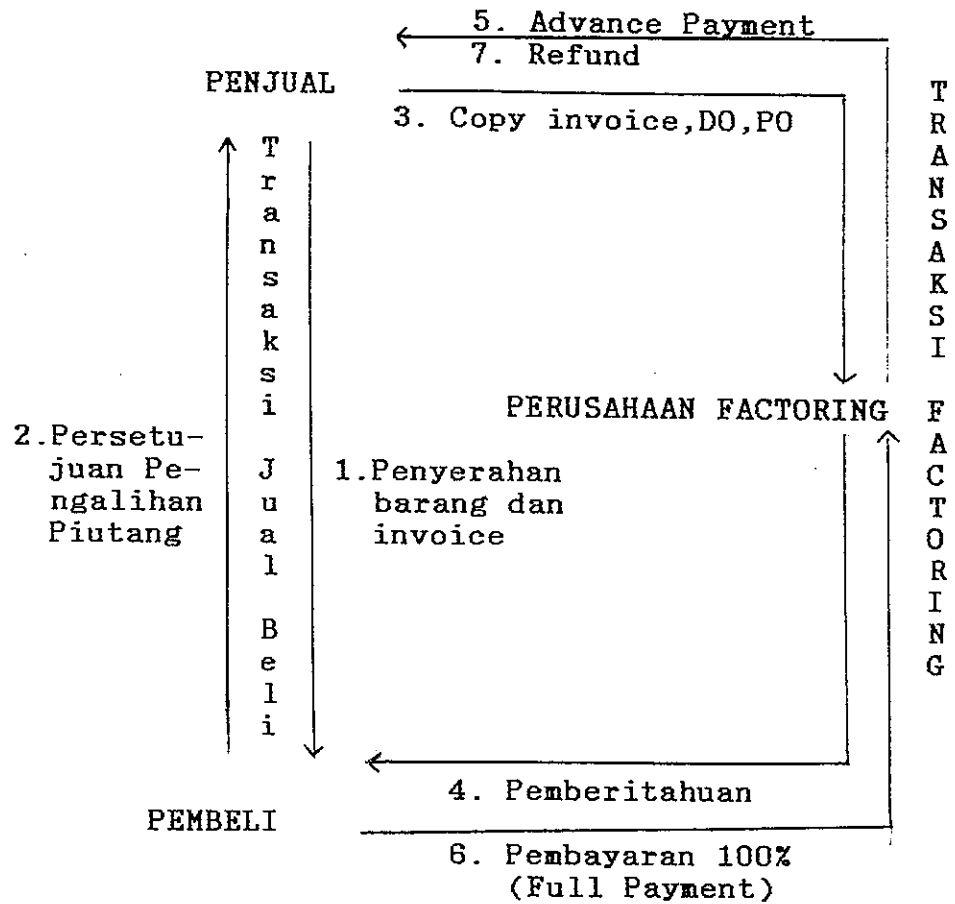 5. Advance Payment
7. Refund
PENJUAL
3. Copy invoice,DO,PO
Transaksi Jual Beli
TRANSAKSI FACTORING
PERUSAHAAN FACTORING
2.Persetu-
juan Pe-
ngalihan
Piutang
1.Penyerahan
barang dan
invoice
4. Pemberitahuan
PEMBELI
6. Pembayaran 100%
(Full Payment)